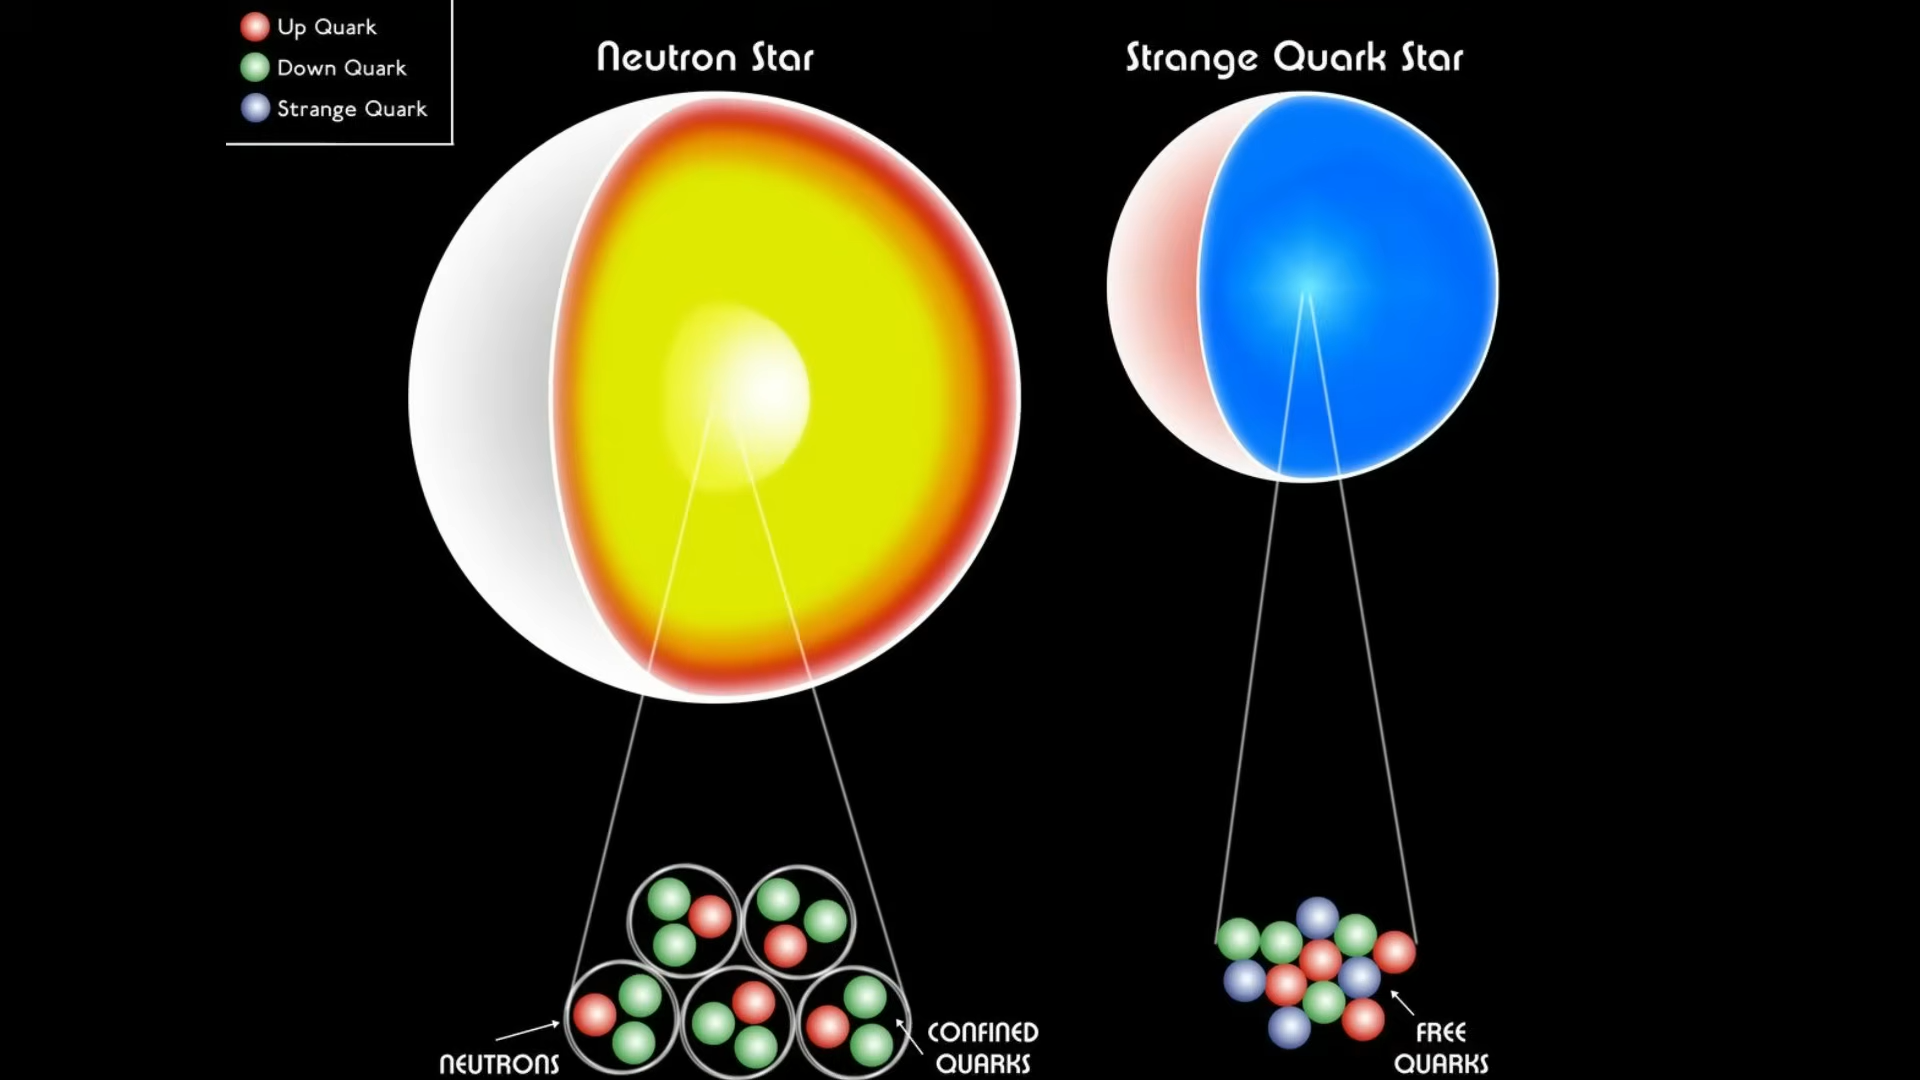 Up Quark
Down Quark
Strange Quark
Neutron Star
Strange Quark Star
NEUTRONS
CONFINED
QUARKS
FREE
QUARKS